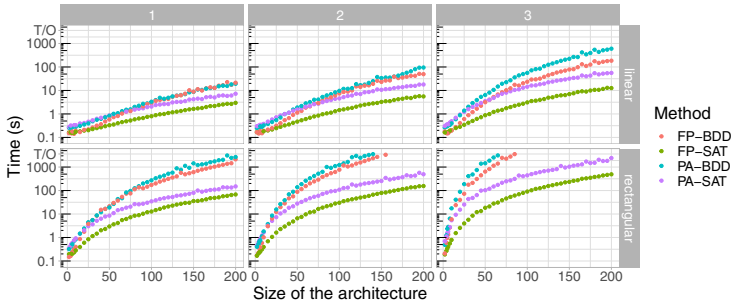 1 2 3
T/O
1000
100
10
1
0.1
linear
T/O
1000
100
10
1
0.1
rectangular
Time (s)
0 50 100 150 200 0 50 100 150 200 0 50 100 150 200
Size of the architecture
Method
FP-BDD
FP-SAT
PA-BDD
PA-SAT